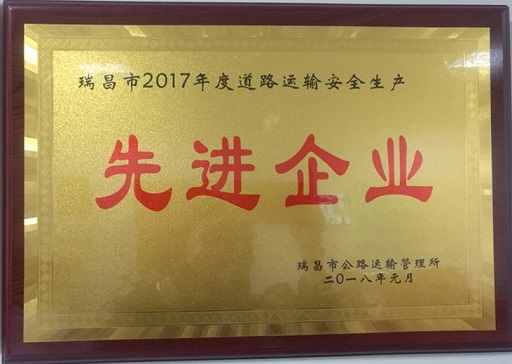 瑞昌市2017年度道路运输安全生产
先进企业
瑞昌市公路运输管理所
二〇一八年元月